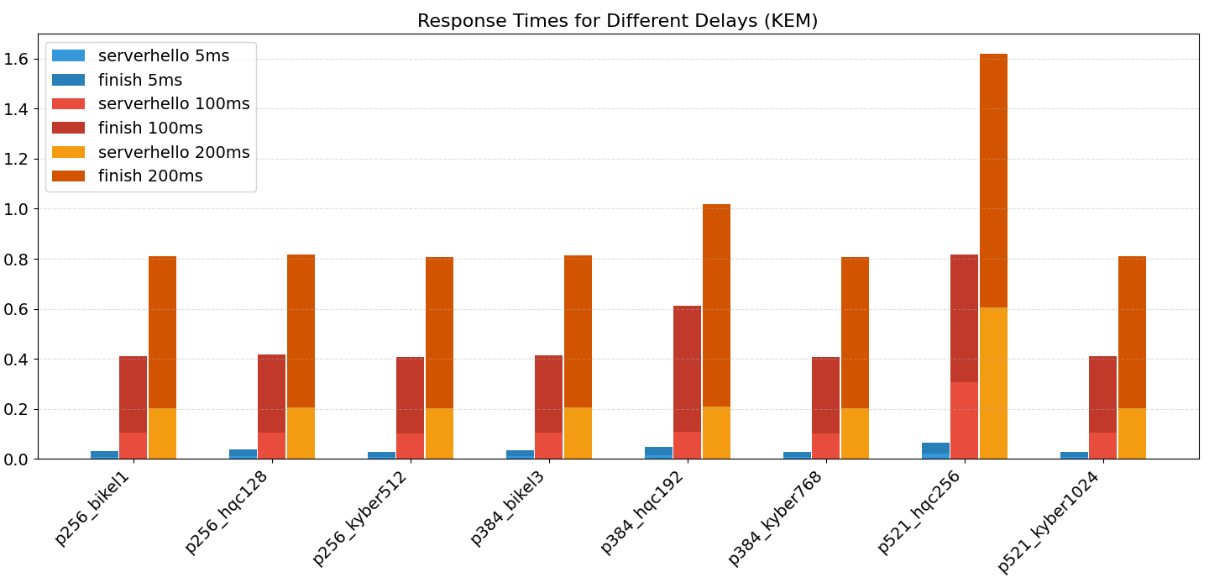 Response Times for Different Delays (KEM)
serverhello 5ms
finish 5ms
serverhello 100ms
finish 100ms
serverhello 200ms
finish 200ms
1.6
1.4
1.2
1.0
0.8
0.6
0.4
0.2
0.0
p256_bikel1
p256_hqc128
p256_kyber512
p384_bikel3
p384_hqc192
p384_kyber768
p521_hqc256
p521_kyber1024